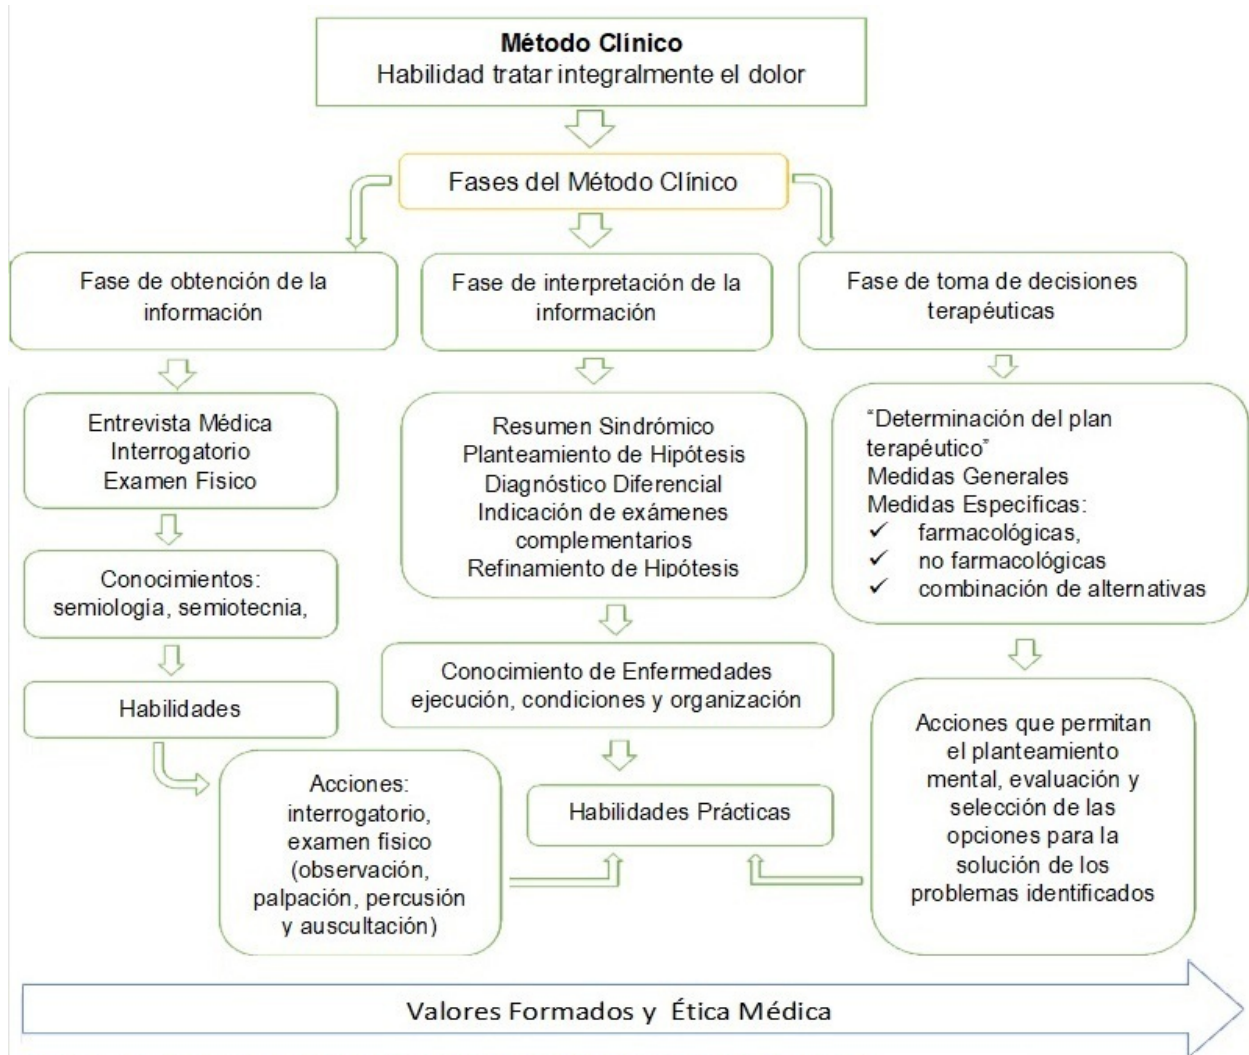 Método Clínico
Habilidad tratar integralmente el dolor
Fases del Método Clínico
Fase de obtención de la
información
Fase de interpretación de la
información
Fase de toma de decisiones
terapéuticas
Entrevista Médica
Interrogatorio
Examen Físico
Resumen Sindrómico
Planteamiento de Hipótesis
Diagnóstico Diferencial
Indicación de exámenes
complementarios
Refinamiento de Hipótesis
“Determinación del plan
terapéutico”
Medidas Generales
Medidas Especificas:
✓ farmacológicas,
✓ no farmacológicas
✓ combinación de alternativas
Conocimientos:
semiología, semiotecnia,
Conocimiento de Enfermedades
ejecución, condiciones y organización
Habilidades
Acciones:
interrogatorio,
examen físico
(observación,
palpación, percusión
y auscultación)
Habilidades Prácticas
Acciones que permitan
el planteamiento
mental, evaluación y
selección de las
opciones para la
solución de los
problemas identificados
Valores Formados y Ética Médica